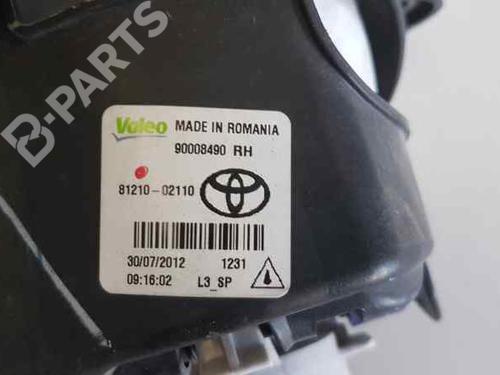 B-PARTS
Valeo MADE IN ROMANIA
90008490 RH
81210-02110
30/07/2012 1231
09:16:02 L3_SP